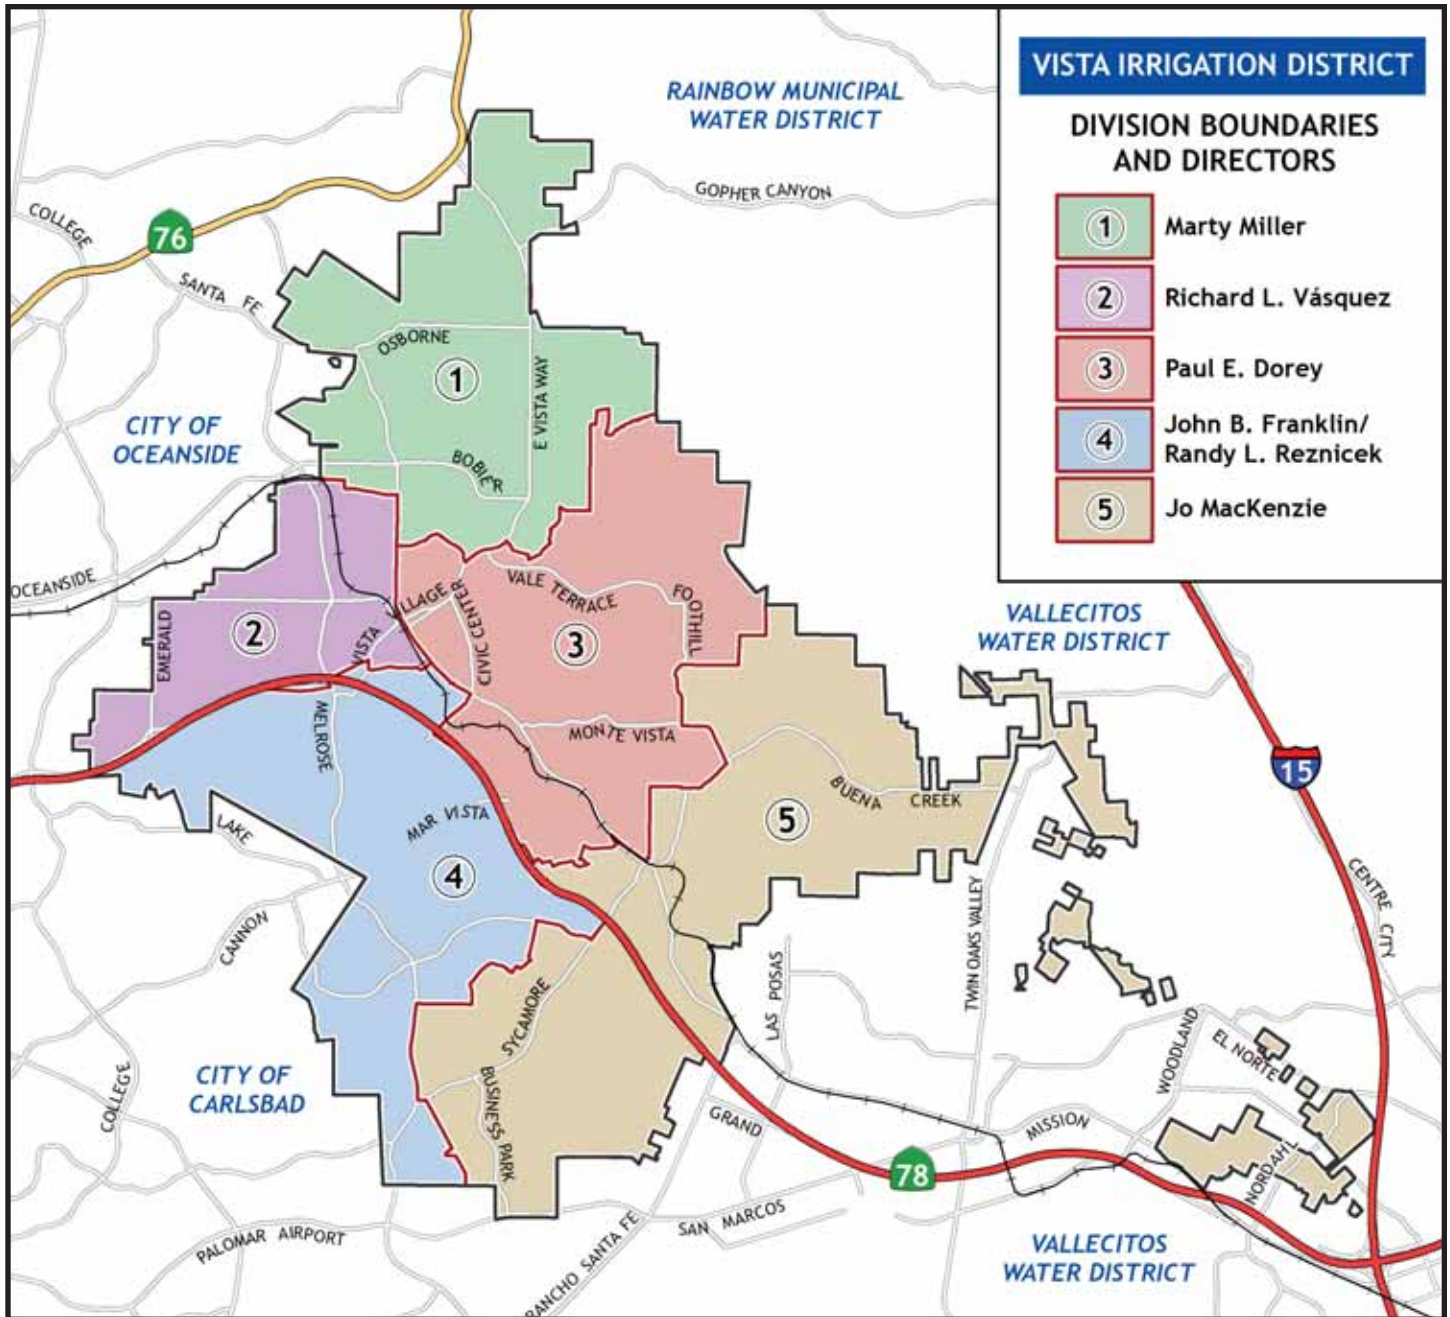 VISTA IRRIGATION DISTRICT
DIVISION BOUNDARIES
AND DIRECTORS
1 Marty Miller
2 Richard L. Vásquez
3 Paul E. Dorey
4 John B. Franklin/
Randy L. Reznicek
5 Jo MacKenzie
RAINBOW MUNICIPAL
WATER DISTRICT
GOPHER CANYON
COLLEGE
76
SANTA FE
OSBORNE
1
E VISTA WAY
CITY OF
OCEANSIDE
BOBIER
OCEANSIDE
EMERALD
2
VISTA VILLAGE
CIVIC CENTER
VALE TERRACE
FOOTHILL
3
VALLECITOS
WATER DISTRICT
MELROSE
MONTE VISTA
15
BUENA CREEK
MAR VISTA
5
LAKE
4
CANNON
TWIN OAKS VALLEY
CENTRE CITY
LAS POSAS
SYCAMORE
WOODLAND
EL NORTE
CITY OF
CARLSBAD
COLLEGE
BUSINESS PARK
GRAND
MISSION
78
NORDAHL
PALOMAR AIRPORT
RANCHO SANTA FE
SAN MARCOS
VALLECITOS
WATER DISTRICT